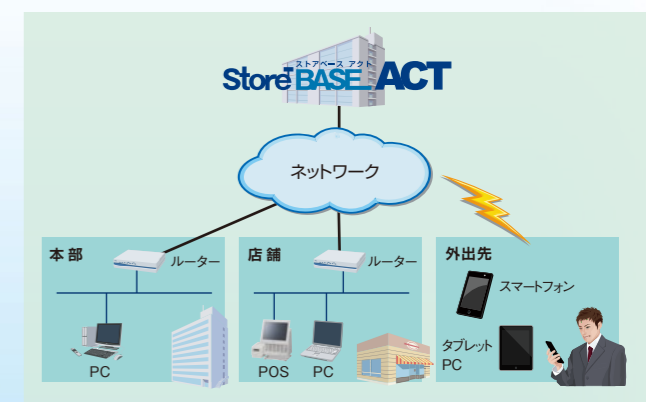 ストアベース アクト
Store BASE ACT
ネットワーク
本部
ルーター
PC
店舗
ルーター
POS
PC
外出先
スマートフォン
タブレット
PC